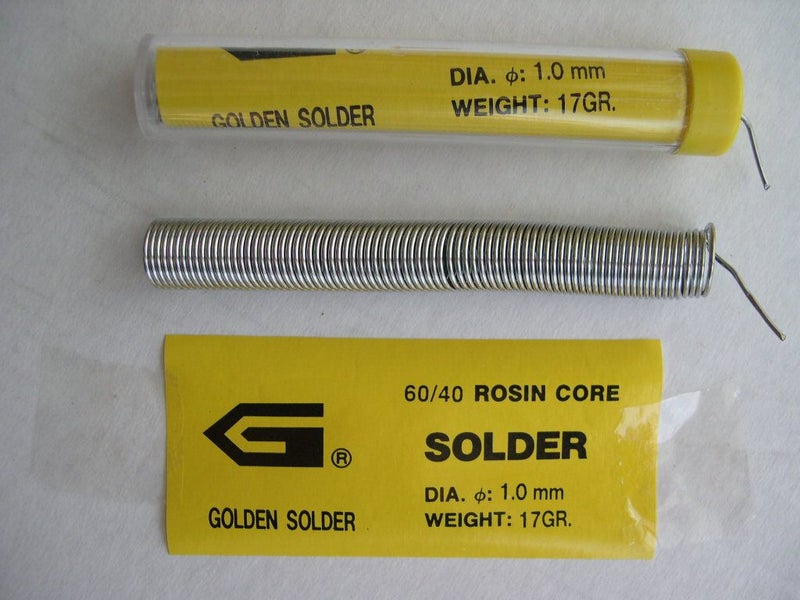 DIA. ϕ: 1.0 mm
WEIGHT: 17GR.
GOLDEN SOLDER
60/40 ROSIN CORE
G®
SOLDER
DIA. ϕ: 1.0 mm
WEIGHT: 17GR.
GOLDEN SOLDER